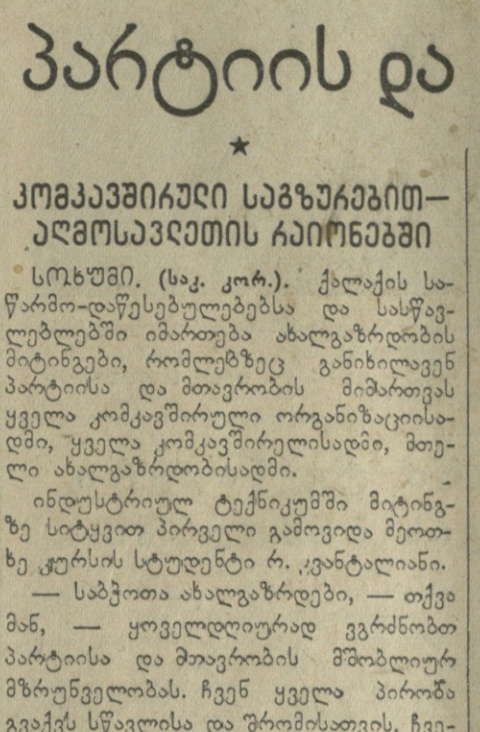 პარტიის და
★
კომკავშირული საგზურებით—
აღმოსავლეთის რაიონებში
სოხუმი. (საკ. კორ.). ქალაქის სა-
წარმო-დაწესებულებებსა და სასწავ-
ლებლებში იმართება ახალგაზრდობის
მიტინგები, რომლებზეც განიხილავენ
პარტიისა და მთავრობის მიმართვას
ყველა კომკავშირული ორგანიზაციისა-
დმი, ყველა კომკავშირელისადმი, მთე-
ლი ახალგაზრდობისადმი.
ინდუსტრიულ ტექნიკუმში მიტინგ-
ზე სიტყვით პირველი გამოვიდა მეოთ-
ხე კურსის სტუდენტი რ. კვანტალიანი.
— საბჭოთა ახალგაზრდები, — თქვა
მან, — ყოველდღიურად ვგრძნობთ
პარტიისა და მთავრობის მშობლიურ
მზრუნველობას. ჩვენ ყველა პირობა
გვაქვს სწავლისა და შრომისათვის. ჩვე-